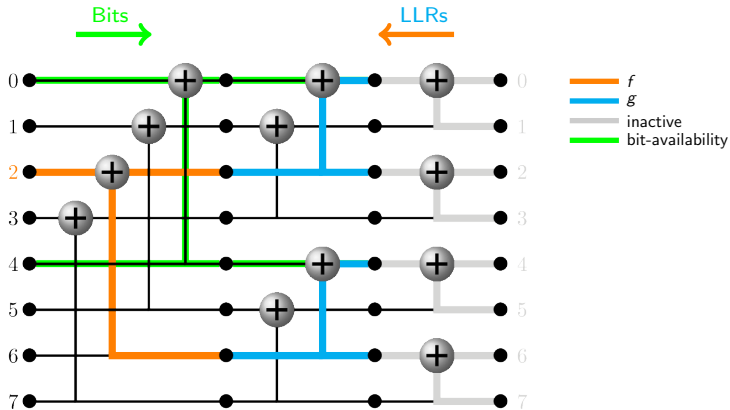 Bits LLRs
0 0 f
g
1 1 inactive
bit-availability
2 2
3 3
4 4
5 5
6 6
7 7